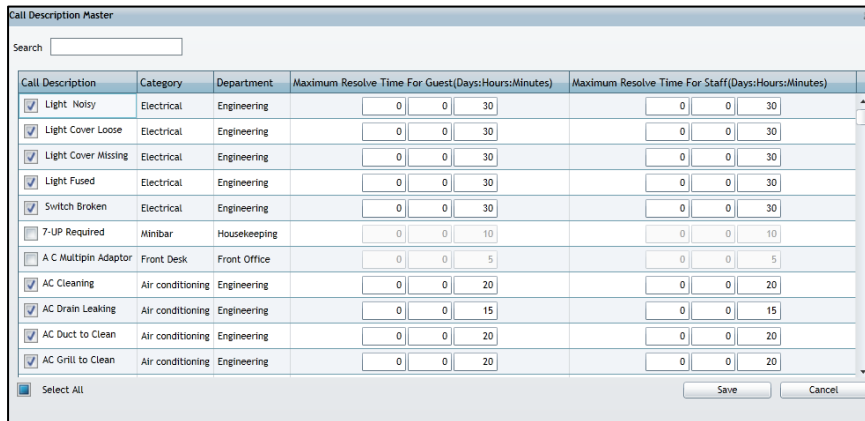 Call Description Master
Search
Call Description Category Department Maximum Resolve Time For Guest(Days:Hours:Minutes) Maximum Resolve Time For Staff(Days:Hours:Minutes)
Light Noisy Electrical Engineering 0 0 30 0 0 30
Light Cover Loose Electrical Engineering 0 0 30 0 0 30
Light Cover Missing Electrical Engineering 0 0 30 0 0 30
Light Fused Electrical Engineering 0 0 30 0 0 30
Switch Broken Electrical Engineering 0 0 30 0 0 30
7-UP Required Minibar Housekeeping 0 0 10 0 0 10
A C Multipin Adaptor Front Desk Front Office 0 0 5 0 0 5
AC Cleaning Air conditioning Engineering 0 0 20 0 0 20
AC Drain Leaking Air conditioning Engineering 0 0 15 0 0 15
AC Duct to Clean Air conditioning Engineering 0 0 20 0 0 20
AC Grill to Clean Air conditioning Engineering 0 0 20 0 0 20
Select All Save Cancel